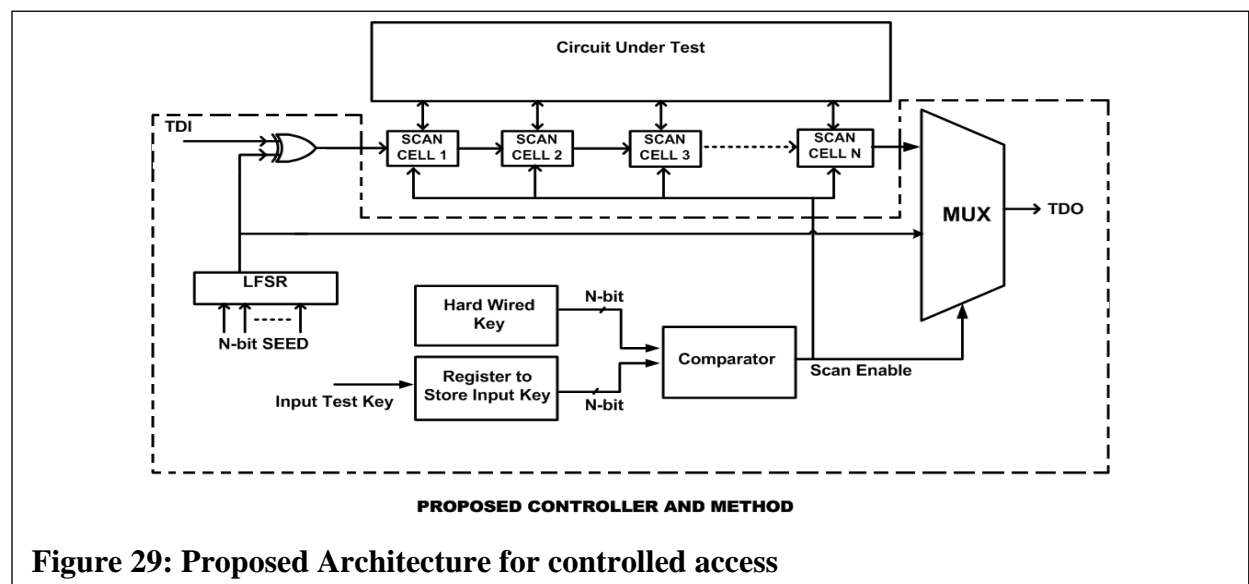 Circuit Under Test
TDI
SCAN
CELL 1
SCAN
CELL 2
SCAN
CELL 3
SCAN
CELL N
MUX
TDO
LFSR
N-bit SEED
Hard Wired
Key
N-bit
Comparator
Scan Enable
Input Test Key
Register to
Store Input Key
N-bit
PROPOSED CONTROLLER AND METHOD
Figure 29: Proposed Architecture for controlled access